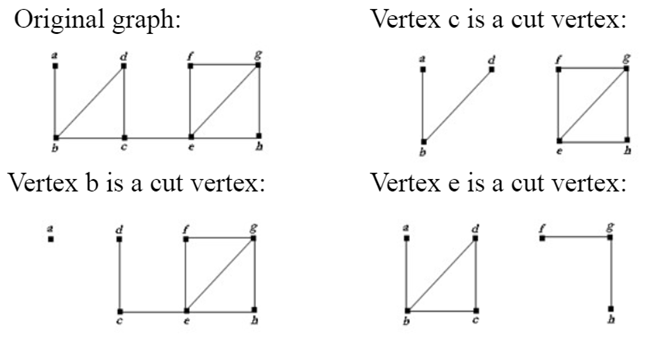 Original graph:
a d f g
b c e h
Vertex c is a cut vertex:
a d f g
b e h
Vertex b is a cut vertex:
a d f g
c e h
Vertex e is a cut vertex:
a d f g
b c h